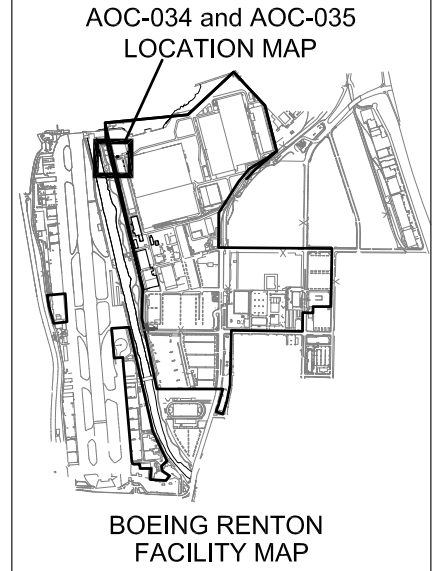 AOC-034 and AOC-035
LOCATION MAP
BOEING RENTON
FACILITY MAP